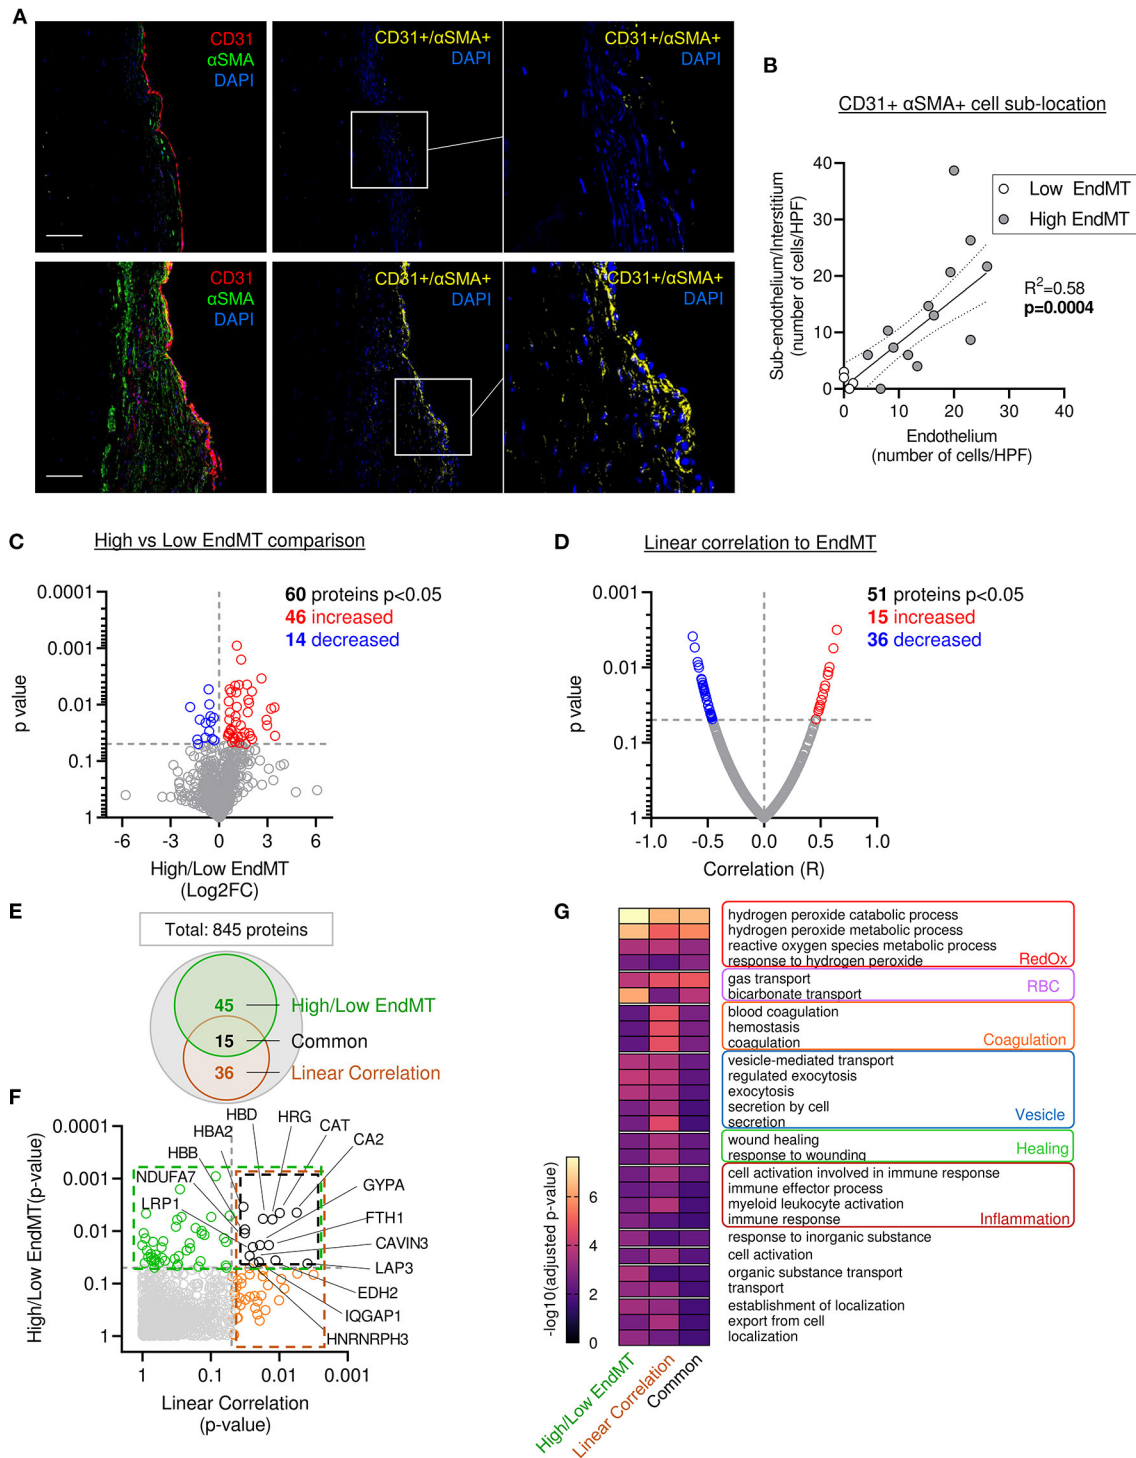 A
CD31
αSMA
DAPI
CD31+/αSMA+
DAPI
CD31+/αSMA+
DAPI
CD31
αSMA
DAPI
CD31+/αSMA+
DAPI
CD31+/αSMA+
DAPI
B
CD31+ αSMA+ cell sub-location
Sub-endothelium/Interstitium
(number of cells/HPF)
40
30
20
10
0
0 10 20 30 40
Low EndMT
High EndMT
R2=0.58
p=0.0004
Endothelium
(number of cells/HPF)
C
High vs Low EndMT comparison
60 proteins p<0.05
46 increased
14 decreased
p value
0.0001
0.001
0.01
0.1
1
-6 -3 0 3 6
High/Low EndMT
(Log2FC)
D
Linear correlation to EndMT
51 proteins p<0.05
15 increased
36 decreased
p value
0.001
0.01
0.1
1
-1.0 -0.5 0.0 0.5 1.0
Correlation (R)
E
Total: 845 proteins
45 High/Low EndMT
15 Common
36 Linear Correlation
F
High/Low EndMT(p-value)
0.0001
0.001
0.01
0.1
1
1 0.1 0.01 0.001
Linear Correlation
(p-value)
HBD
HRG
CAT
CA2
HBA2
HBB
NDUFA7
LRP1
GYPA
FTH1
CAVIN3
LAP3
EDH2
IQGAP1
HNRNRPH3
G
hydrogen peroxide catabolic process
hydrogen peroxide metabolic process
reactive oxygen species metabolic process
response to hydrogen peroxide
RedOx
gas transport
bicarbonate transport
RBC
blood coagulation
hemostasis
coagulation
Coagulation
vesicle-mediated transport
regulated exocytosis
exocytosis
secretion by cell
secretion
Vesicle
wound healing
response to wounding
Healing
cell activation involved in immune response
immune effector process
myeloid leukocyte activation
immune response
Inflammation
response to inorganic substance
cell activation
organic substance transport
transport
establishment of localization
export from cell
localization
-log10(adjusted p-value)
6
4
2
0
High/Low EndMT
Linear Correlation
Common